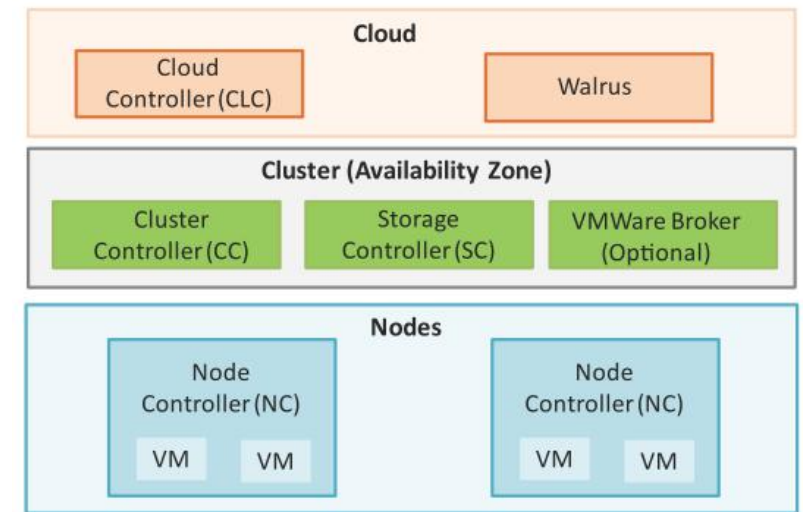 Cloud
Cloud
Controller (CLC)
Walrus
Cluster (Availability Zone)
Cluster
Controller (CC)
Storage
Controller (SC)
VMWare Broker
(Optional)
Nodes
Node
Controller (NC)
VM
VM
Node
Controller (NC)
VM
VM